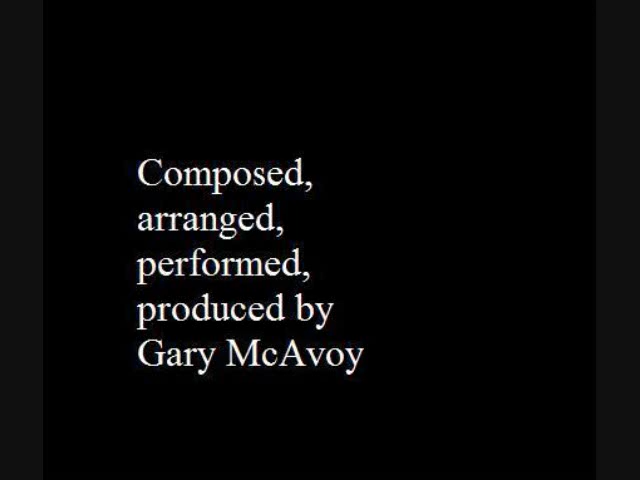 Composed,
arranged,
performed,
produced by
Gary McAvoy